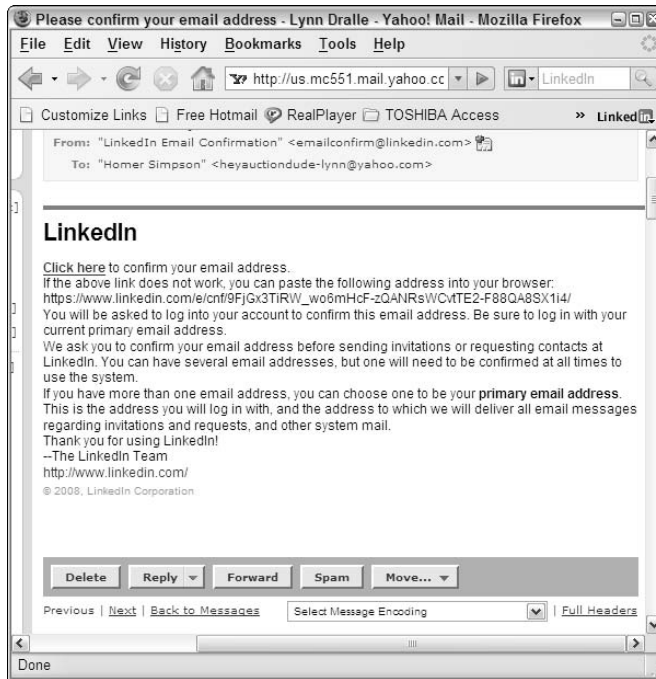 Please confirm your email address - Lynn Dralle - Yahoo! Mail - Mozilla Firefox
File Edit View History Bookmarks Tools Help
http://us.mc551.mail.yahoo.cc LinkedIn
Customize Links Free Hotmail RealPlayer TOSHIBA Access » Linked
From: "LinkedIn Email Confirmation" <emailconfirm@linkedin.com>
To: "Homer Simpson" <heyauctiondude-lynn@yahoo.com>
LinkedIn
Click here to confirm your email address.
If the above link does not work, you can paste the following address into your browser:
https://www.linkedin.com/e/cnf/9FjGx3TiRW_wo6mHcF-zQANRsWCvtTE2-F88QA8SX1i4/
You will be asked to log into your account to confirm this email address. Be sure to log in with your
current primary email address.
We ask you to confirm your email address before sending invitations or requesting contacts at
LinkedIn. You can have several email addresses, but one will need to be confirmed at all times to
use the system.
If you have more than one email address, you can choose one to be your primary email address.
This is the address you will log in with, and the address to which we will deliver all email messages
regarding invitations and requests, and other system mail.
Thank you for using LinkedIn!
--The LinkedIn Team
http://www.linkedin.com/
© 2008, LinkedIn Corporation
Delete Reply Forward Spam Move...
Previous | Next | Back to Messages Select Message Encoding | Full Headers
Done